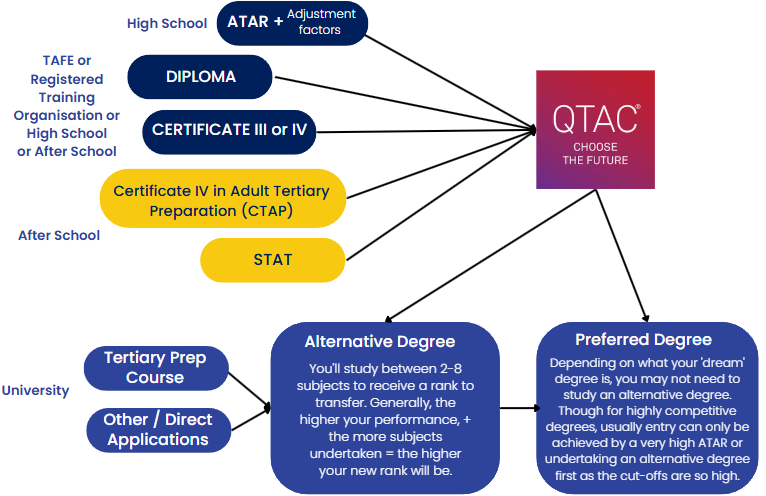 High School
ATAR + Adjustment
factors
TAFE or
Registered
Training
Organisation or
High School
or After School
DIPLOMA
CERTIFICATE III or IV
QTAC®
CHOOSE
THE FUTURE
After School
Certificate IV in Adult Tertiary
Preparation (CTAP)
STAT
University
Tertiary Prep
Course
Other / Direct
Applications
Alternative Degree
You'll study between 2-8
subjects to receive a rank to
transfer. Generally, the
higher your performance, +
the more subjects
undertaken = the higher
your new rank will be.
Preferred Degree
Depending on what your 'dream'
degree is, you may not need to
study an alternative degree.
Though for highly competitive
degrees, usually entry can only be
achieved by a very high ATAR or
undertaking an alternative degree
first as the cut-offs are so high.